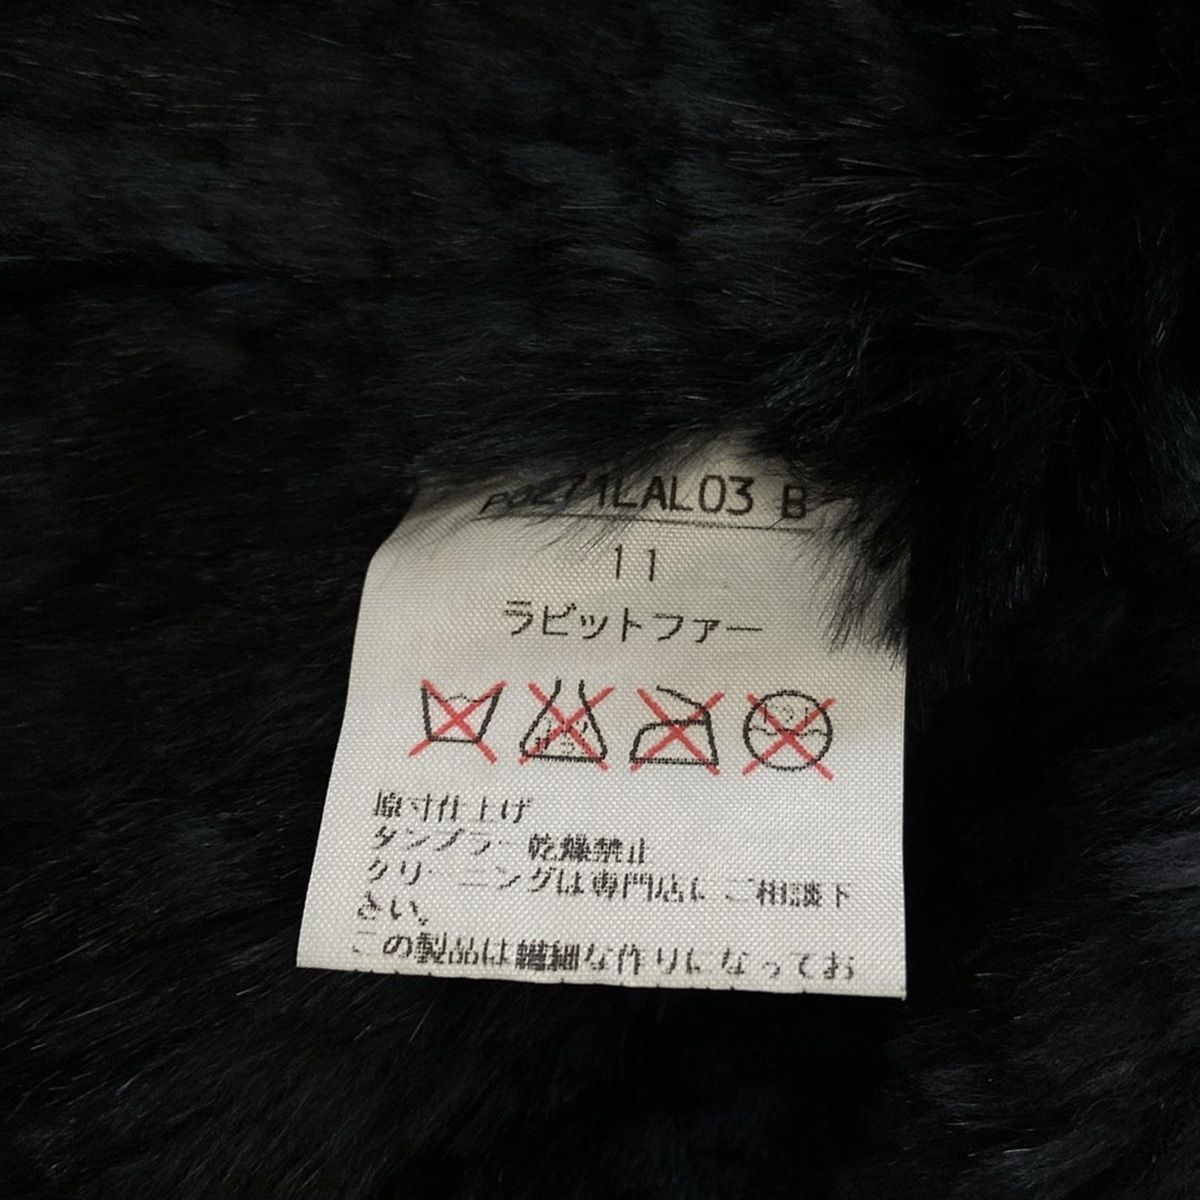 P0271LAL03 B
11
ラビットファー
原寸仕上げ
タンブラー乾燥禁止
クリーニングは専門店にご相談下
さい。
この製品は繊細な作りになってお